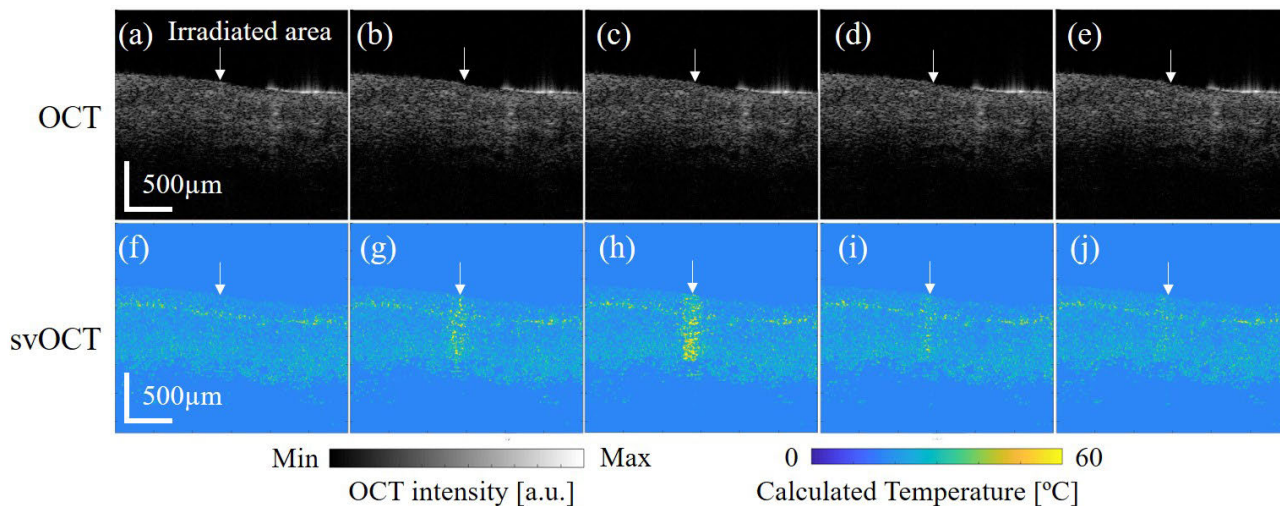 (a) Irradiated area (b) (c) (d) (e)
OCT
500μm
(f) (g) (h) (i) (j)
svOCT
500μm
Min Max 0 60
OCT intensity [a.u.] Calculated Temperature [ºC]